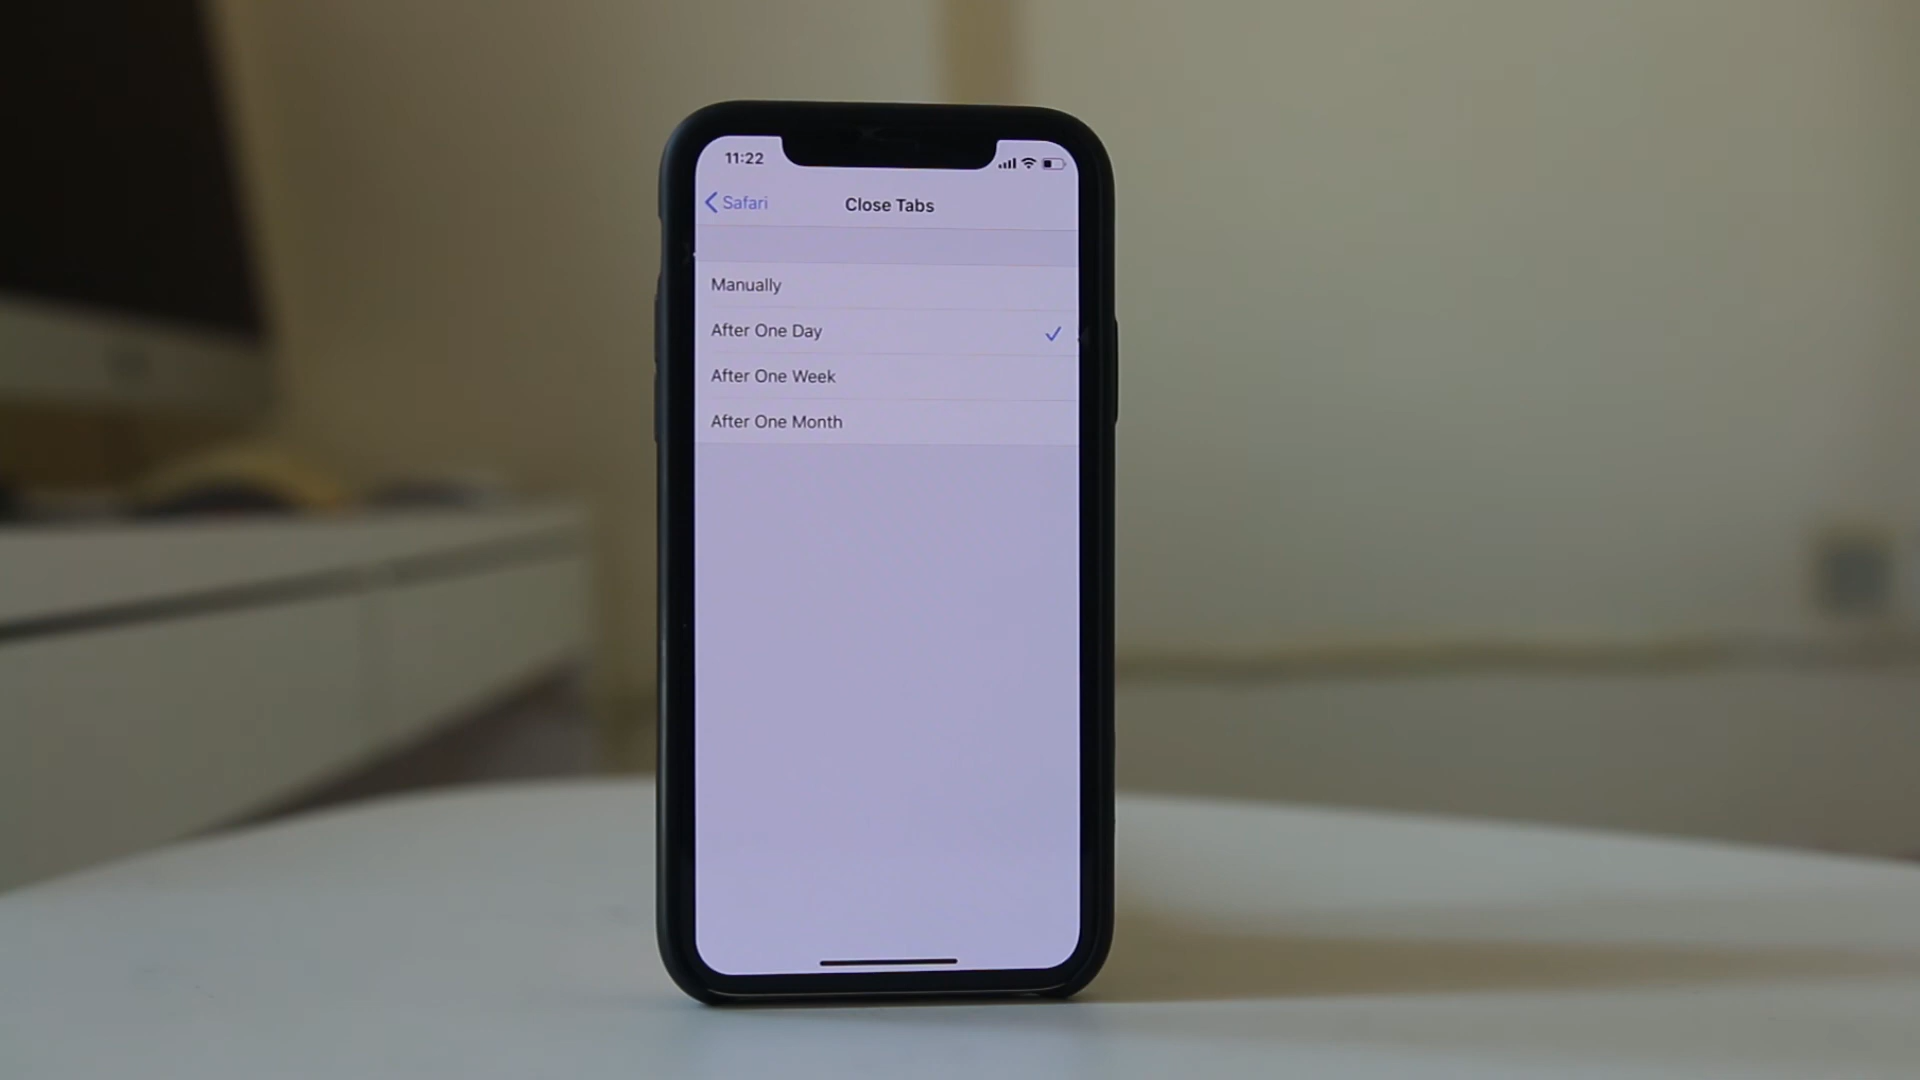 11:22
Safari
Close Tabs
Manually
After One Day
After One Week
After One Month